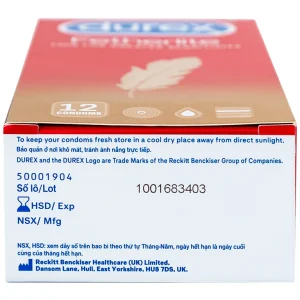 durex
Fetherlite
12
CONDOMS
To keep your condoms fresh store in a cool dry place away from direct sunlight.
Bảo quản ở nơi khô mát, tránh ánh nắng trực tiếp.
DUREX and the DUREX Logo are Trade Marks of the Reckitt Benckiser Group of Companies.
50001904
Số lô/Lot
1001683403
HSD/ Exp
NSX/ Mfg
NSX, HSD: xem dãy số trên bao bì theo thứ tự Tháng-Năm, ngày hết hạn là ngày cuối
cùng của tháng hết hạn.
Reckitt Benckiser Healthcare (UK) Limited.
Dansom Lane, Hull, East Yorkshire, HU8 7DS, UK.